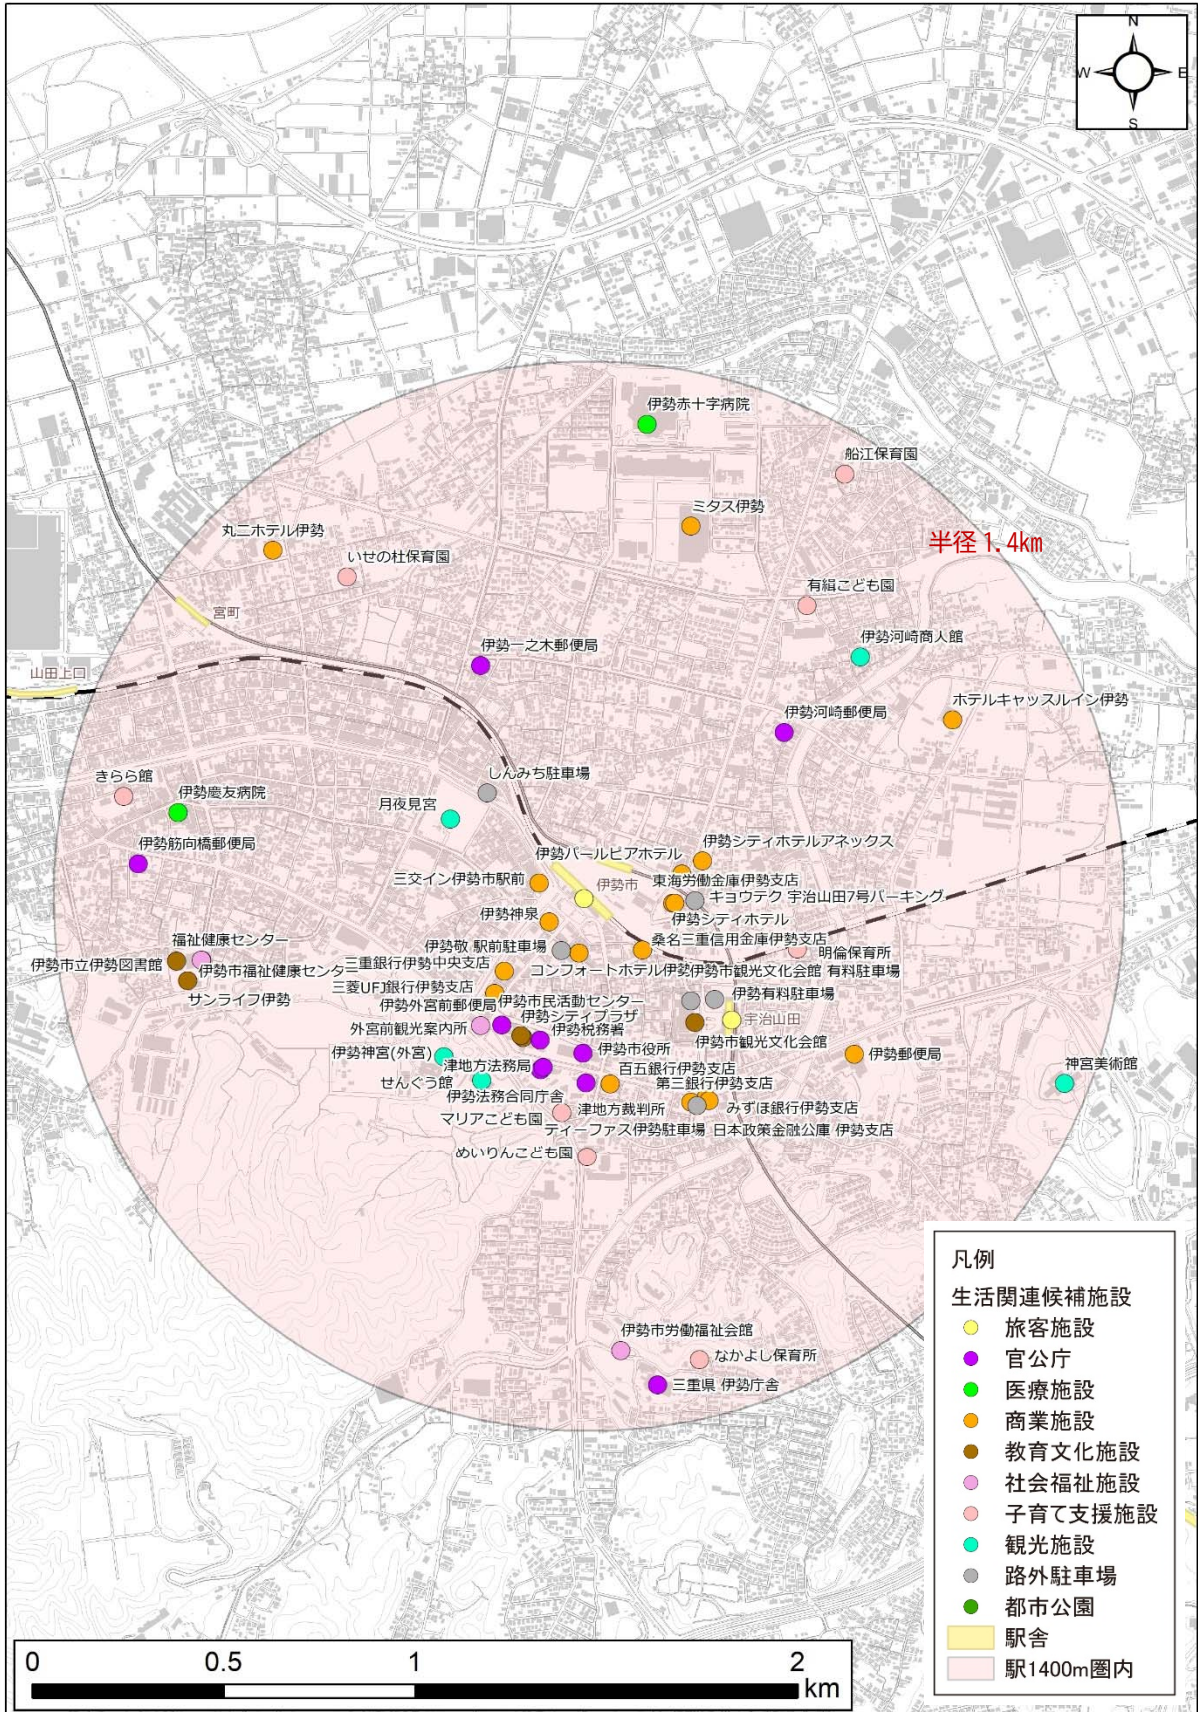 N
W
E
S
伊勢赤十字病院
船江保育園
ミタス伊勢
半径1.4km
丸二ホテル伊勢
いせの杜保育園
有緝こども園
宮町
伊勢河崎商人館
伊勢一之木郵便局
山田上口
ホテルキャッスルイン伊勢
伊勢河崎郵便局
しんみち駐車場
きらら館
伊勢慶友病院
月夜見宮
伊勢筋向橋郵便局
伊勢シティホテルアネックス
伊勢パールピアホテル
三交イン伊勢市駅前
伊勢市
東海労働金庫伊勢支店
キョウテク 宇治山田7号パーキング
伊勢神泉
伊勢シティホテル
福祉健康センター
伊勢敬 駅前駐車場
桑名三重信用金庫伊勢支店
明倫保育所
伊勢市立伊勢図書館
伊勢市福祉健康センター
三重銀行伊勢中央支店
コンフォートホテル伊勢
伊勢市観光文化会館 有料駐車場
サンライフ伊勢
三菱UFJ銀行伊勢支店
伊勢有料駐車場
伊勢外宮前郵便局
伊勢市民活動センター
伊勢シティプラザ
宇治山田
外宮前観光案内所
伊勢税務署
伊勢市観光文化会館
伊勢神宮(外宮)
伊勢市役所
伊勢郵便局
神宮美術館
津地方法務局
百五銀行伊勢支店
せんぐう館
第三銀行伊勢支店
伊勢法務合同庁舎
津地方裁判所
みずほ銀行伊勢支店
マリアこども園
ティーファス伊勢駐車場
日本政策金融公庫 伊勢支店
めいりんこども園
伊勢市労働福祉会館
なかよし保育所
三重県 伊勢庁舎
凡例
生活関連候補施設
旅客施設
官公庁
医療施設
商業施設
教育文化施設
社会福祉施設
子育て支援施設
観光施設
路外駐車場
都市公園
駅舎
駅1400m圏内
0
0.5
1
2
km